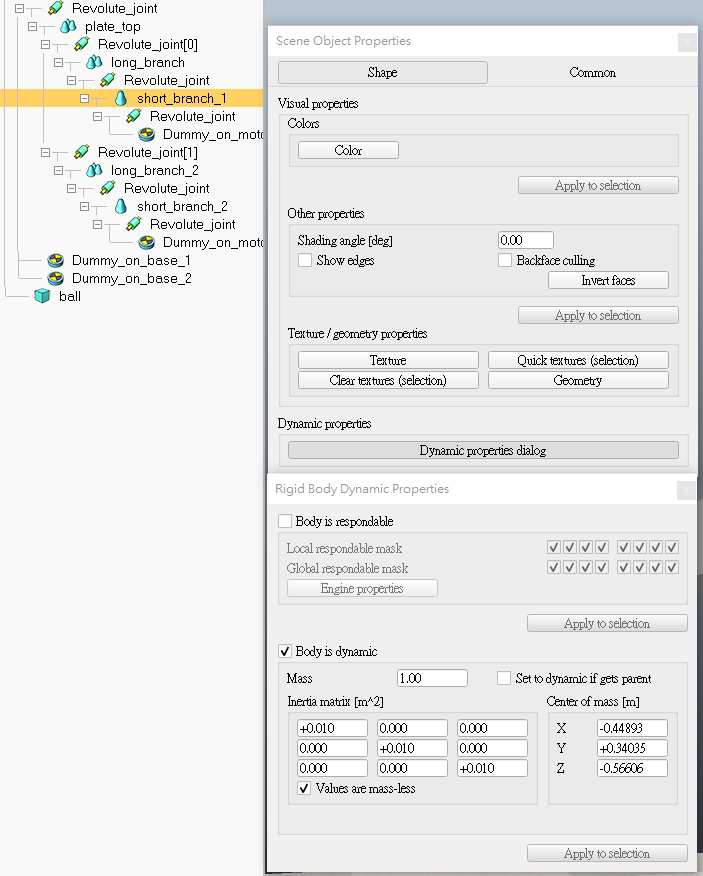 Revolute_joint
plate_top
Revolute_joint[0]
long_branch
Revolute_joint
short_branch_1
Revolute_joint
Dummy_on_moto
Revolute_joint[1]
long_branch_2
Revolute_joint
short_branch_2
Revolute_joint
Dummy_on_moto
Dummy_on_base_1
Dummy_on_base_2
ball
Scene Object Properties
x
Shape Common
Visual properties
Colors
Color
Apply to selection
Other properties
Shading angle [deg] 0.00
Show edges Backface culling
Invert faces
Apply to selection
Texture / geometry properties
Texture Quick textures (selection)
Clear textures (selection) Geometry
Dynamic properties
Dynamic properties dialog
Rigid Body Dynamic Properties
x
Body is respondable
Local respondable mask
Global respondable mask
Engine properties
Apply to selection
Body is dynamic
Mass 1.00 Set to dynamic if gets parent
Inertia matrix [m^2] Center of mass [m]
+0.010 0.000 0.000 X -0.44893
0.000 +0.010 0.000 Y +0.34035
0.000 0.000 +0.010 Z -0.56606
Values are mass-less
Apply to selection